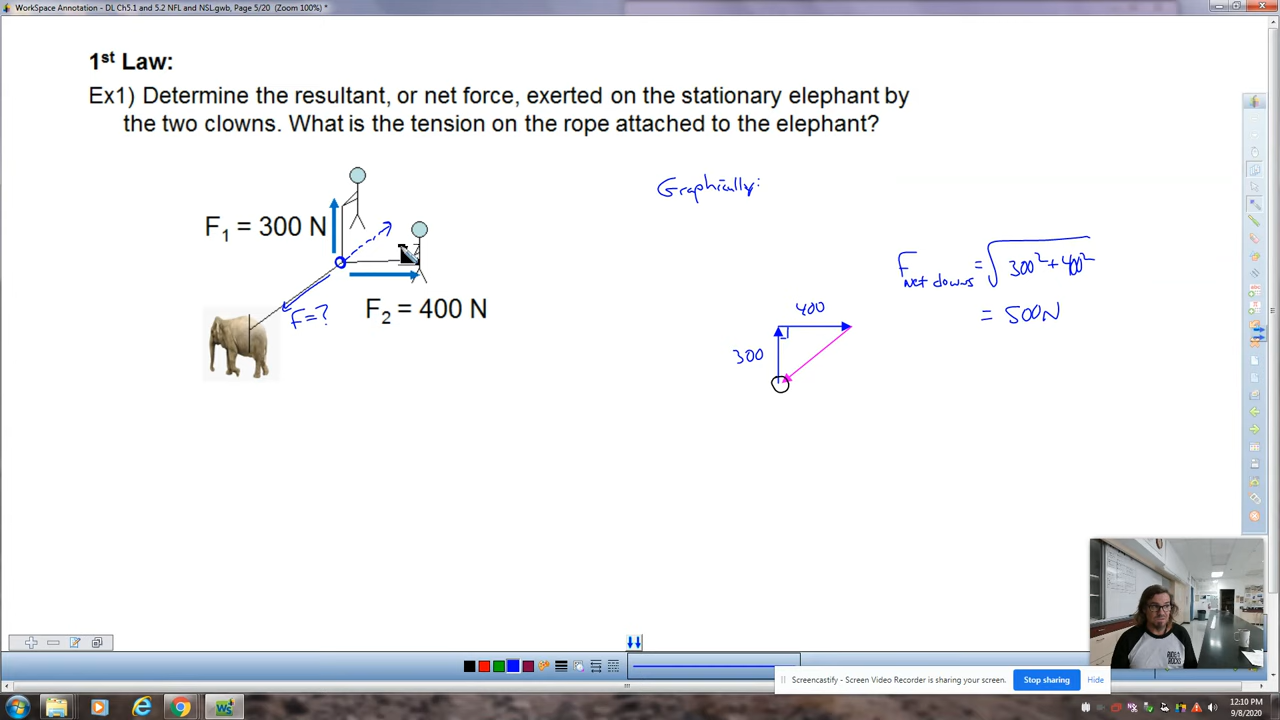 WorkSpace Annotation - DL Ch5.1 and 5.2 NFL and NSL.gwb, Page 5/20 (Zoom 100%) *
1st Law:
Ex1) Determine the resultant, or net force, exerted on the stationary elephant by
the two clowns. What is the tension on the rope attached to the elephant?
Graphically:
F1 = 300 N
F=?
F2 = 400 N
400
300
Fnet clowns = √300²+400²
= 500N
Screencastify - Screen Video Recorder is sharing your screen.
Stop sharing
Hide
12:10 PM
9/8/2020